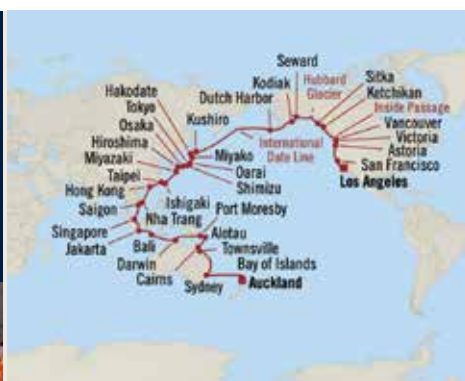 Seward
Hubbard
Glacier
Kodiak
Sitka
Ketchikan
Inside Passage
Dutch Harbor
Vancouver
Victoria
Astoria
San Francisco
Los Angeles
International
Date Line
Hakodate
Tokyo
Osaka
Hiroshima
Miyazaki
Taipei
Hong Kong
Saigon
Singapore
Jakarta
Kushiro
Miyako
Oarai
Shimizu
Ishigaki
Nha Trang
Port Moresby
Bali
Alotau
Darwin
Townsville
Cairns
Bay of Islands
Sydney
Auckland